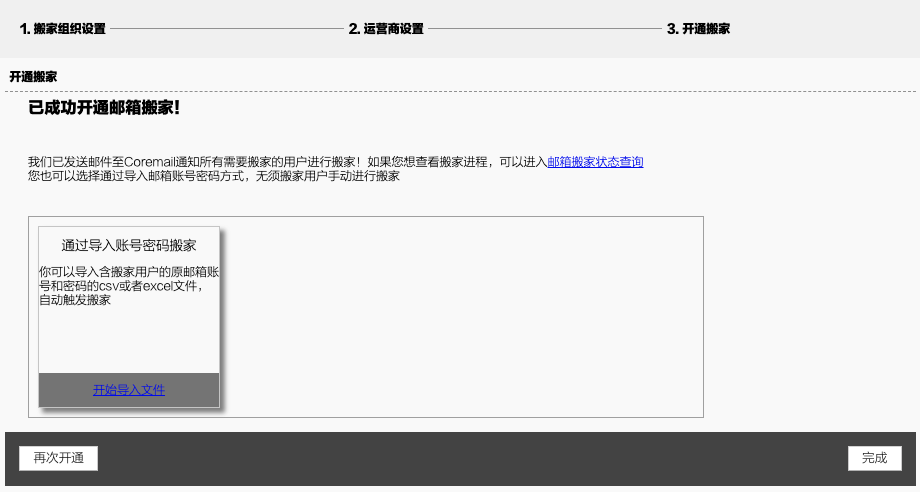 1. 搬家组织设置
2. 运营商设置
3. 开通搬家
开通搬家
已成功开通邮箱搬家!
我们已发送邮件至Coremail通知所有需要搬家的用户进行搬家！如果您想查看搬家进程，可以进入邮箱搬家状态查询
您也可以选择通过导入邮箱账号密码方式，无须搬家用户手动进行搬家
通过导入账号密码搬家
你可以导入含搬家用户的原邮箱账
号和密码的csv或者excel文件，
自动触发搬家
开始导入文件
再次开通
完成